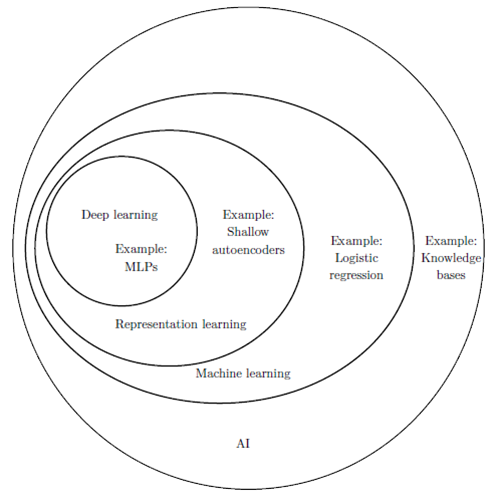 Deep learning
Example:
MLPs
Example:
Shallow
autoencoders
Example:
Logistic
regression
Example:
Knowledge
bases
Representation learning
Machine learning
AI